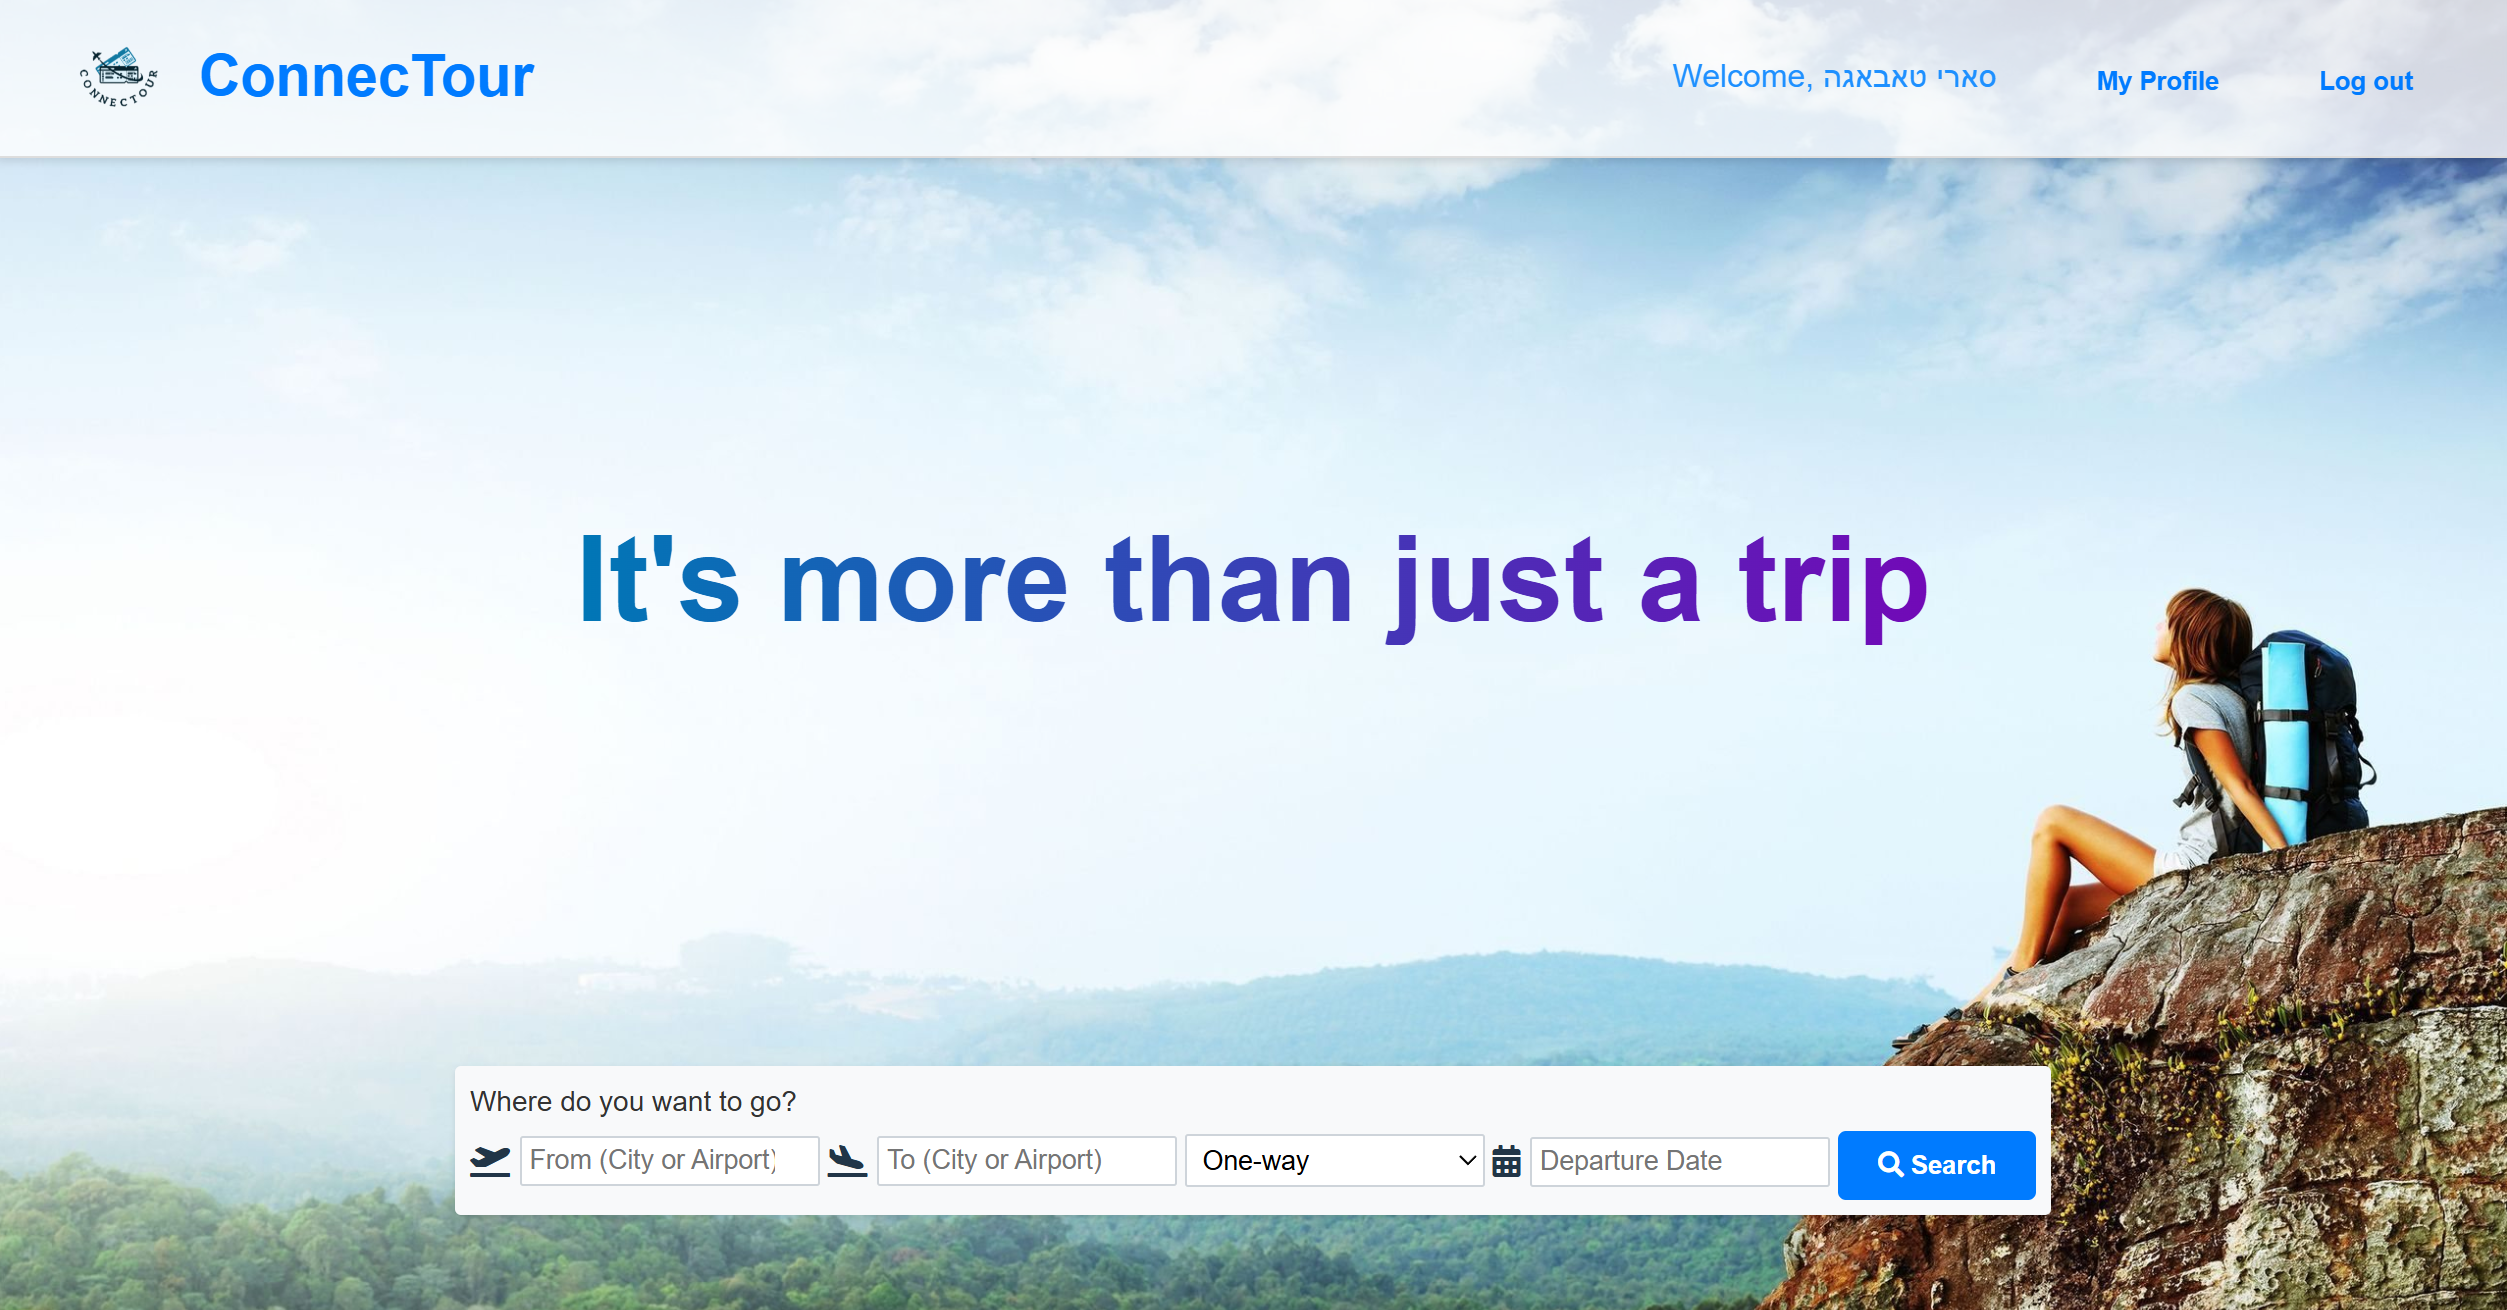 CONNECTOUR
ConnecTour
Welcome, סארי טאבאגה
My Profile
Log out
It's more than just a trip
Where do you want to go?
From (City or Airport)
To (City or Airport)
One-way
Departure Date
Search